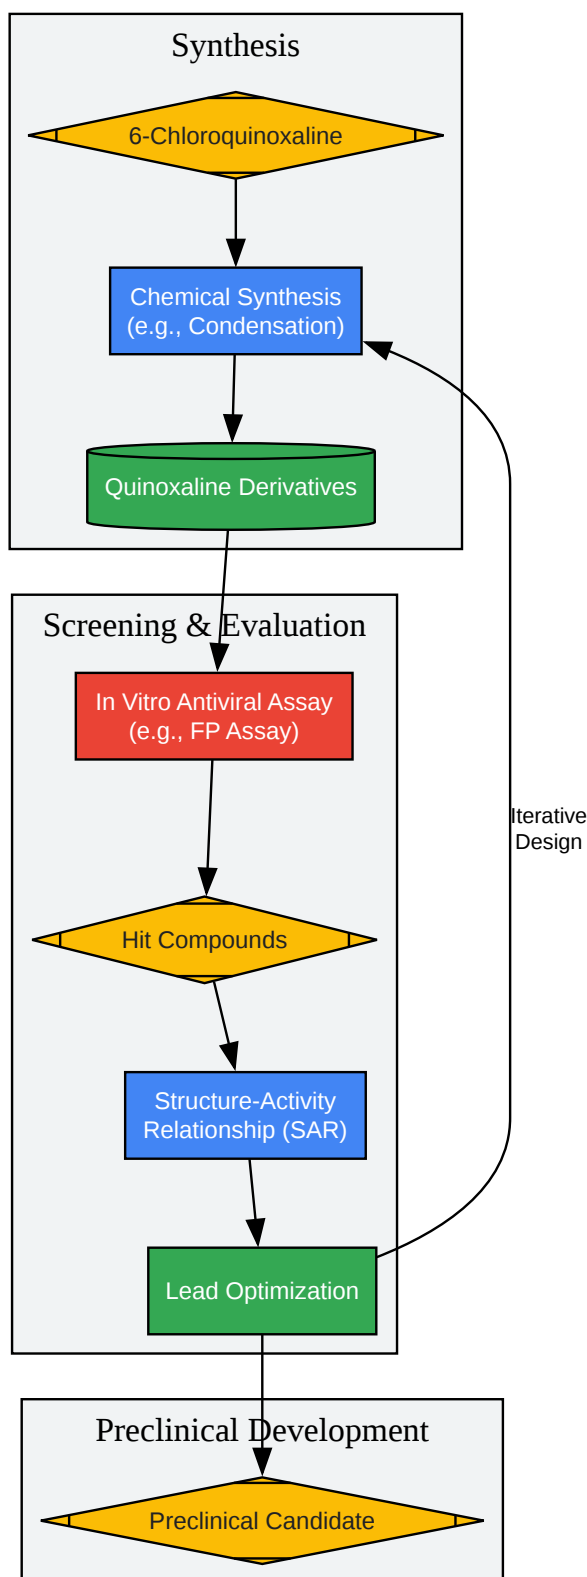 Synthesis
6-Chloroquinoxaline
Chemical Synthesis
(e.g., Condensation)
Quinoxaline Derivatives
Screening & Evaluation
In Vitro Antiviral Assay
(e.g., FP Assay)
Iterative
Design
Hit Compounds
Structure-Activity
Relationship (SAR)
Lead Optimization
Preclinical Development
Preclinical Candidate